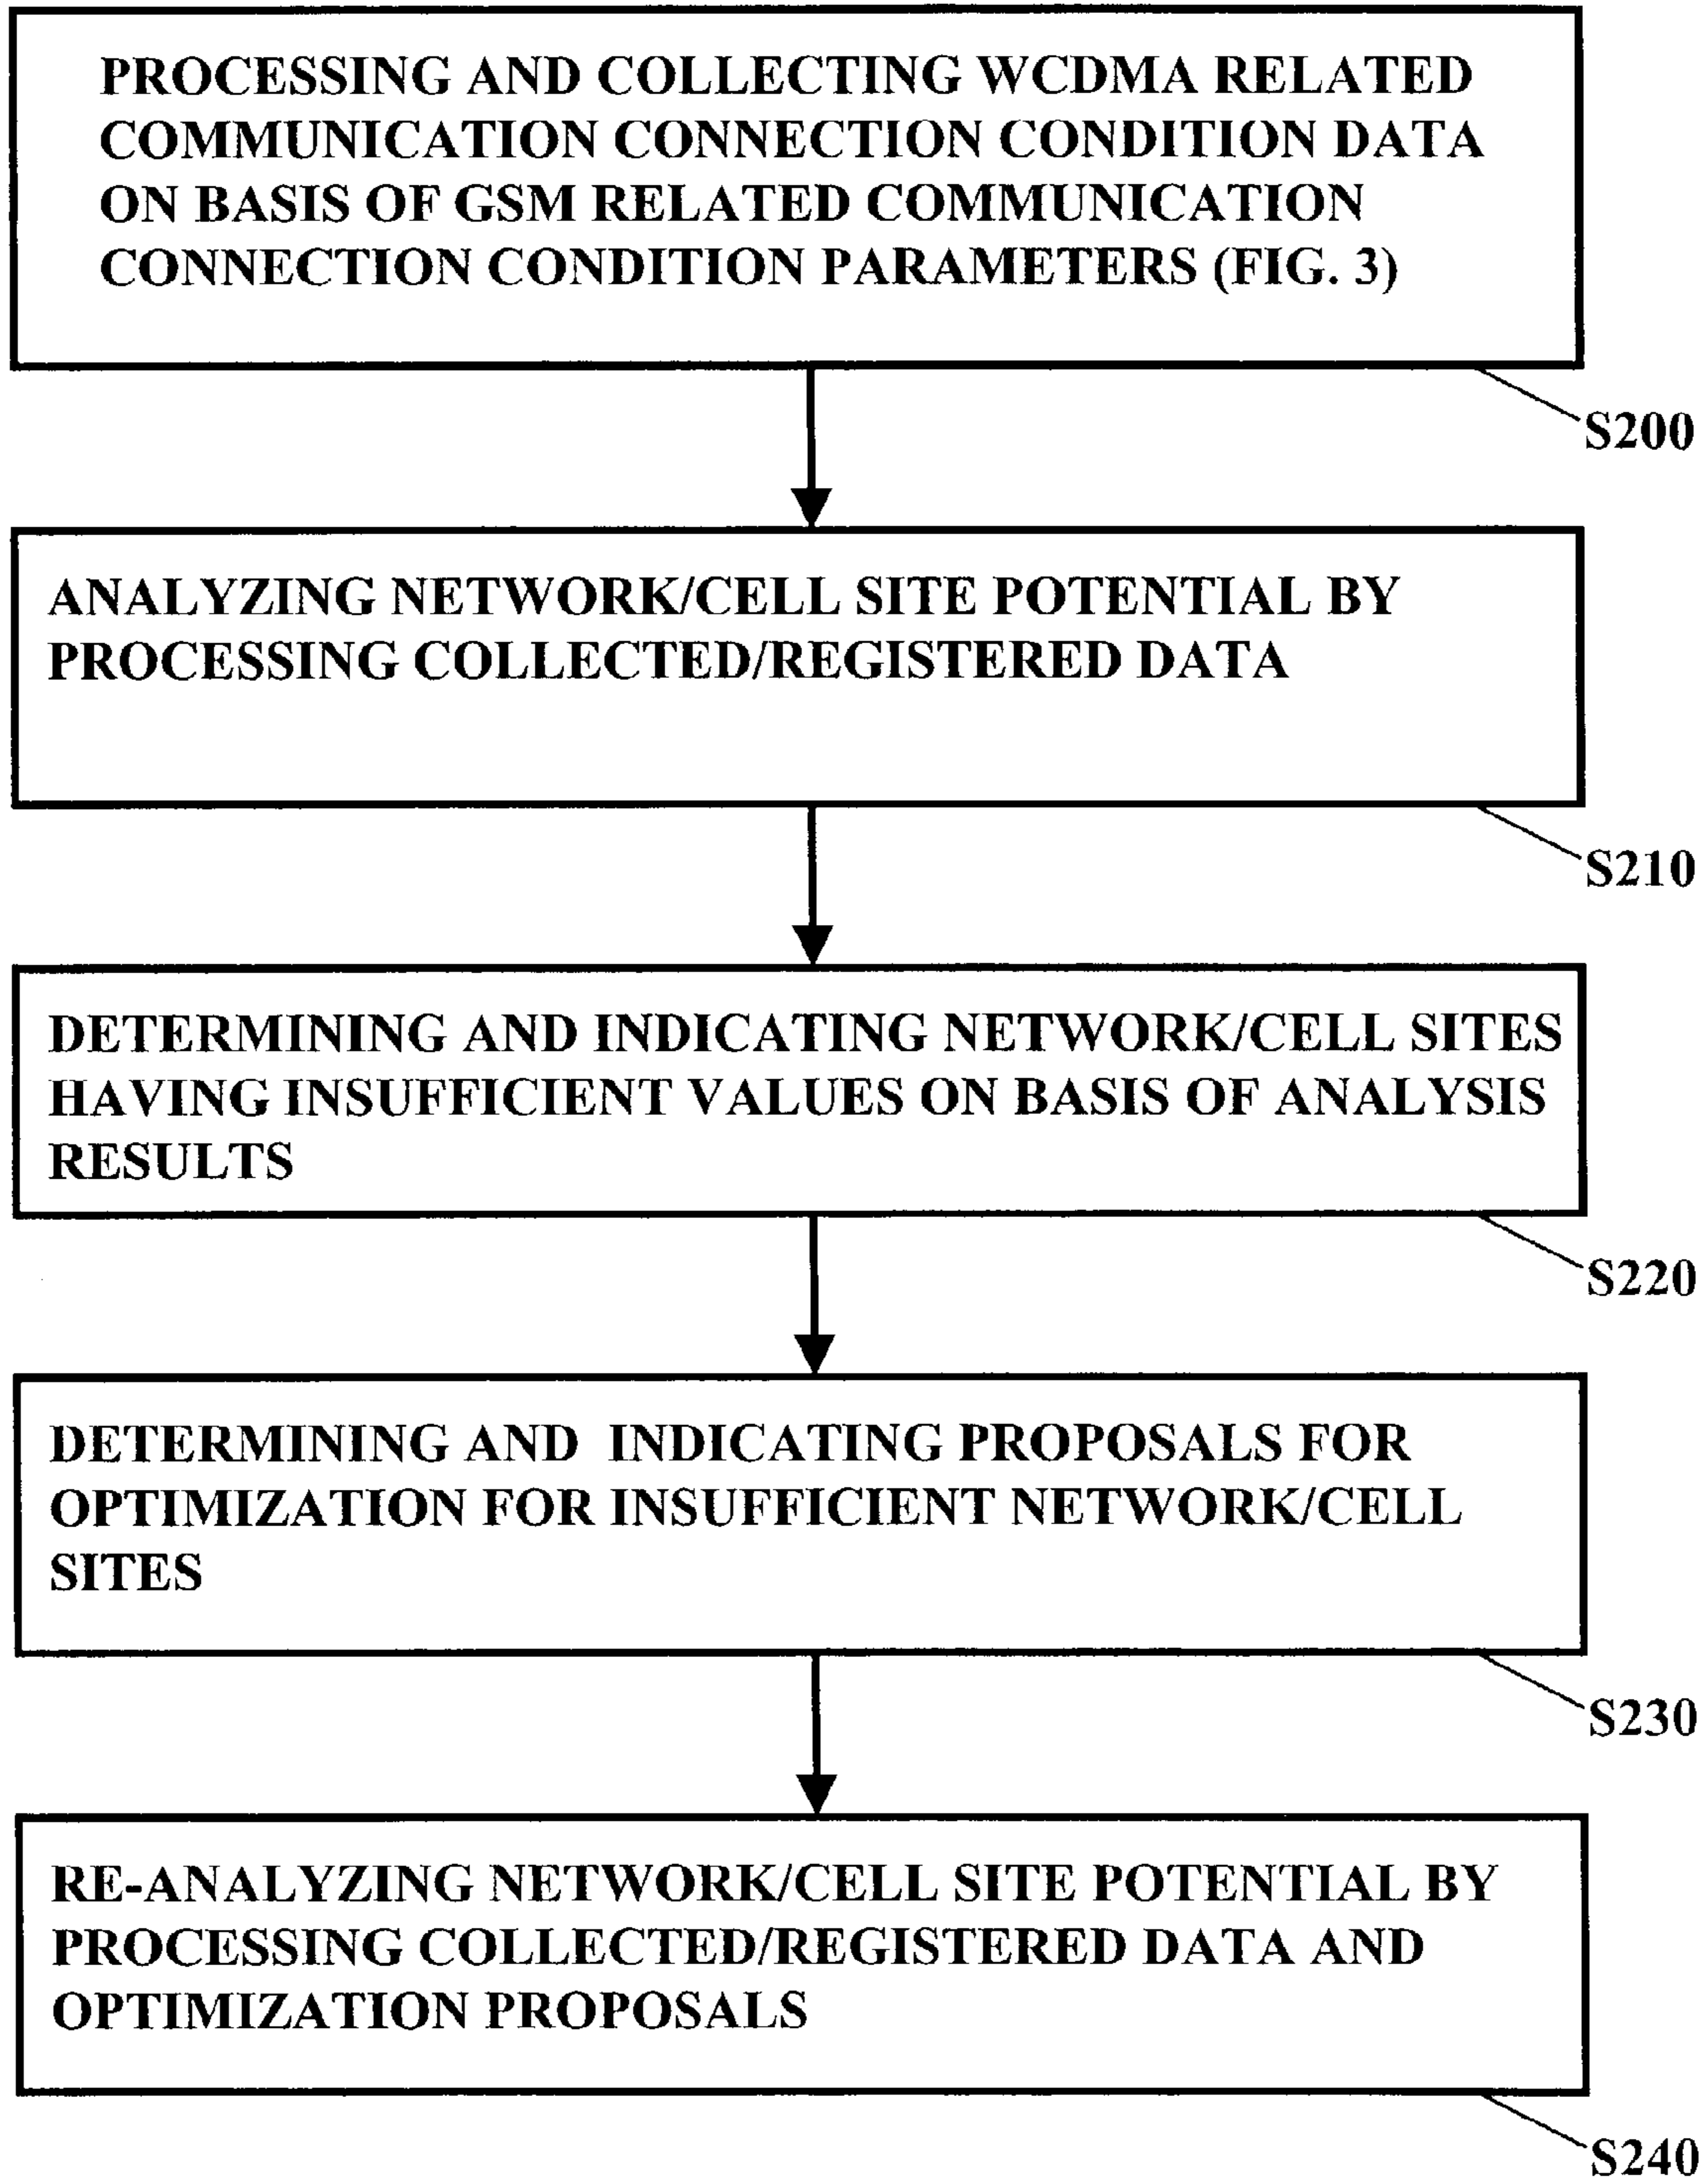 PROCESSING AND COLLECTING WCDMA RELATED
COMMUNICATION CONNECTION CONDITION DATA
ON BASIS OF GSM RELATED COMMUNICATION
CONNECTION CONDITION PARAMETERS (FIG. 3)
S200
ANALYZING NETWORK/CELL SITE POTENTIAL BY
PROCESSING COLLECTED/REGISTERED DATA
S210
DETERMINING AND INDICATING NETWORK/CELL SITES
HAVING INSUFFICIENT VALUES ON BASIS OF ANALYSIS
RESULTS
S220
DETERMINING AND INDICATING PROPOSALS FOR
OPTIMIZATION FOR INSUFFICIENT NETWORK/CELL
SITES
S230
RE-ANALYZING NETWORK/CELL SITE POTENTIAL BY
PROCESSING COLLECTED/REGISTERED DATA AND
OPTIMIZATION PROPOSALS
S240